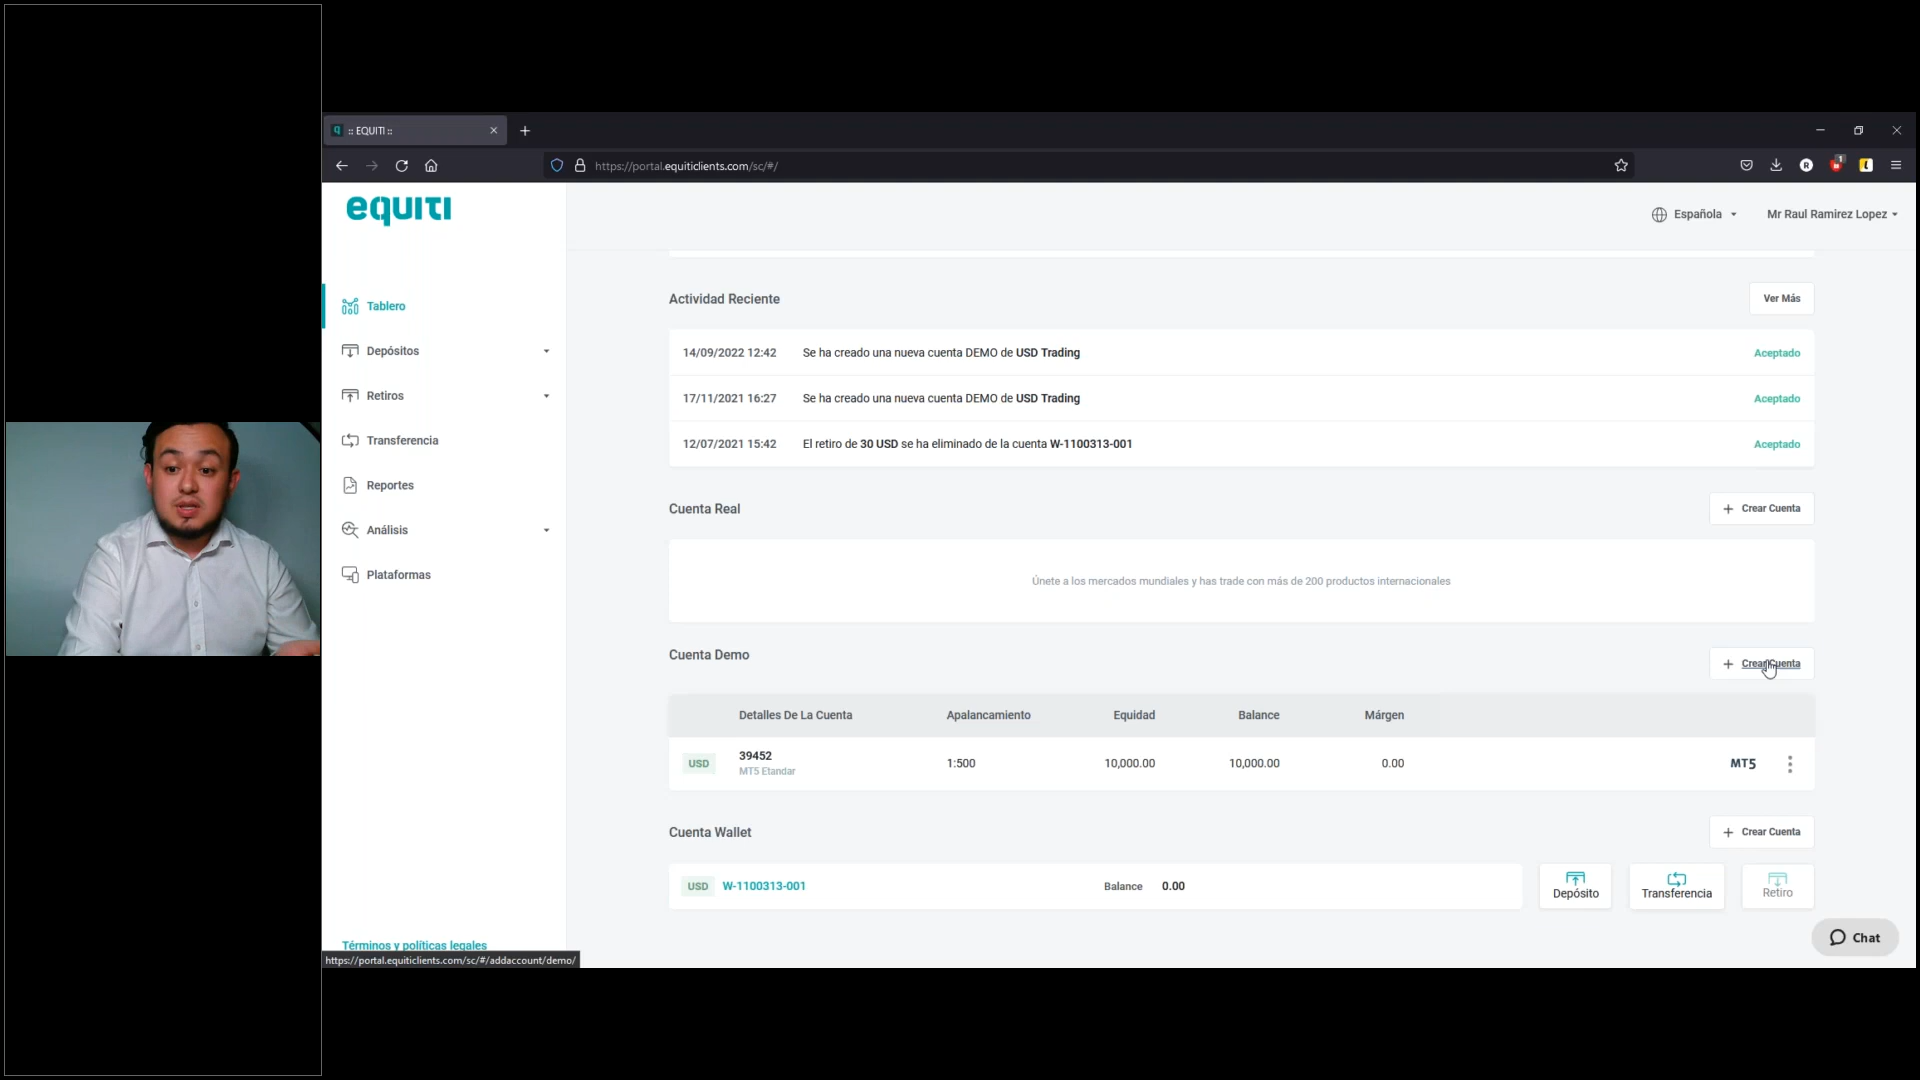 :: EQUITI ::
https://portal.equiticlients.com/sc/#/
equiti
Española
Mr Raul Ramirez Lopez
Tablero
Depósitos
Retiros
Transferencia
Reportes
Análisis
Plataformas
Términos y políticas legales
https://portal.equiticlients.com/sc/#/addaccount/demo/
Actividad Reciente
Ver Más
14/09/2022 12:42 Se ha creado una nueva cuenta DEMO de USD Trading Aceptado
17/11/2021 16:27 Se ha creado una nueva cuenta DEMO de USD Trading Aceptado
12/07/2021 15:42 El retiro de 30 USD se ha eliminado de la cuenta W-1100313-001 Aceptado
Cuenta Real
+ Crear Cuenta
Únete a los mercados mundiales y has trade con más de 200 productos internacionales
Cuenta Demo
+ Crear Cuenta
Detalles De La Cuenta Apalancamiento Equidad Balance Márgen
USD 39452 1:500 10,000.00 10,000.00 0.00 MT5
MT5 Etandar
Cuenta Wallet
+ Crear Cuenta
USD W-1100313-001 Balance 0.00
Depósito
Transferencia
Retiro
Chat